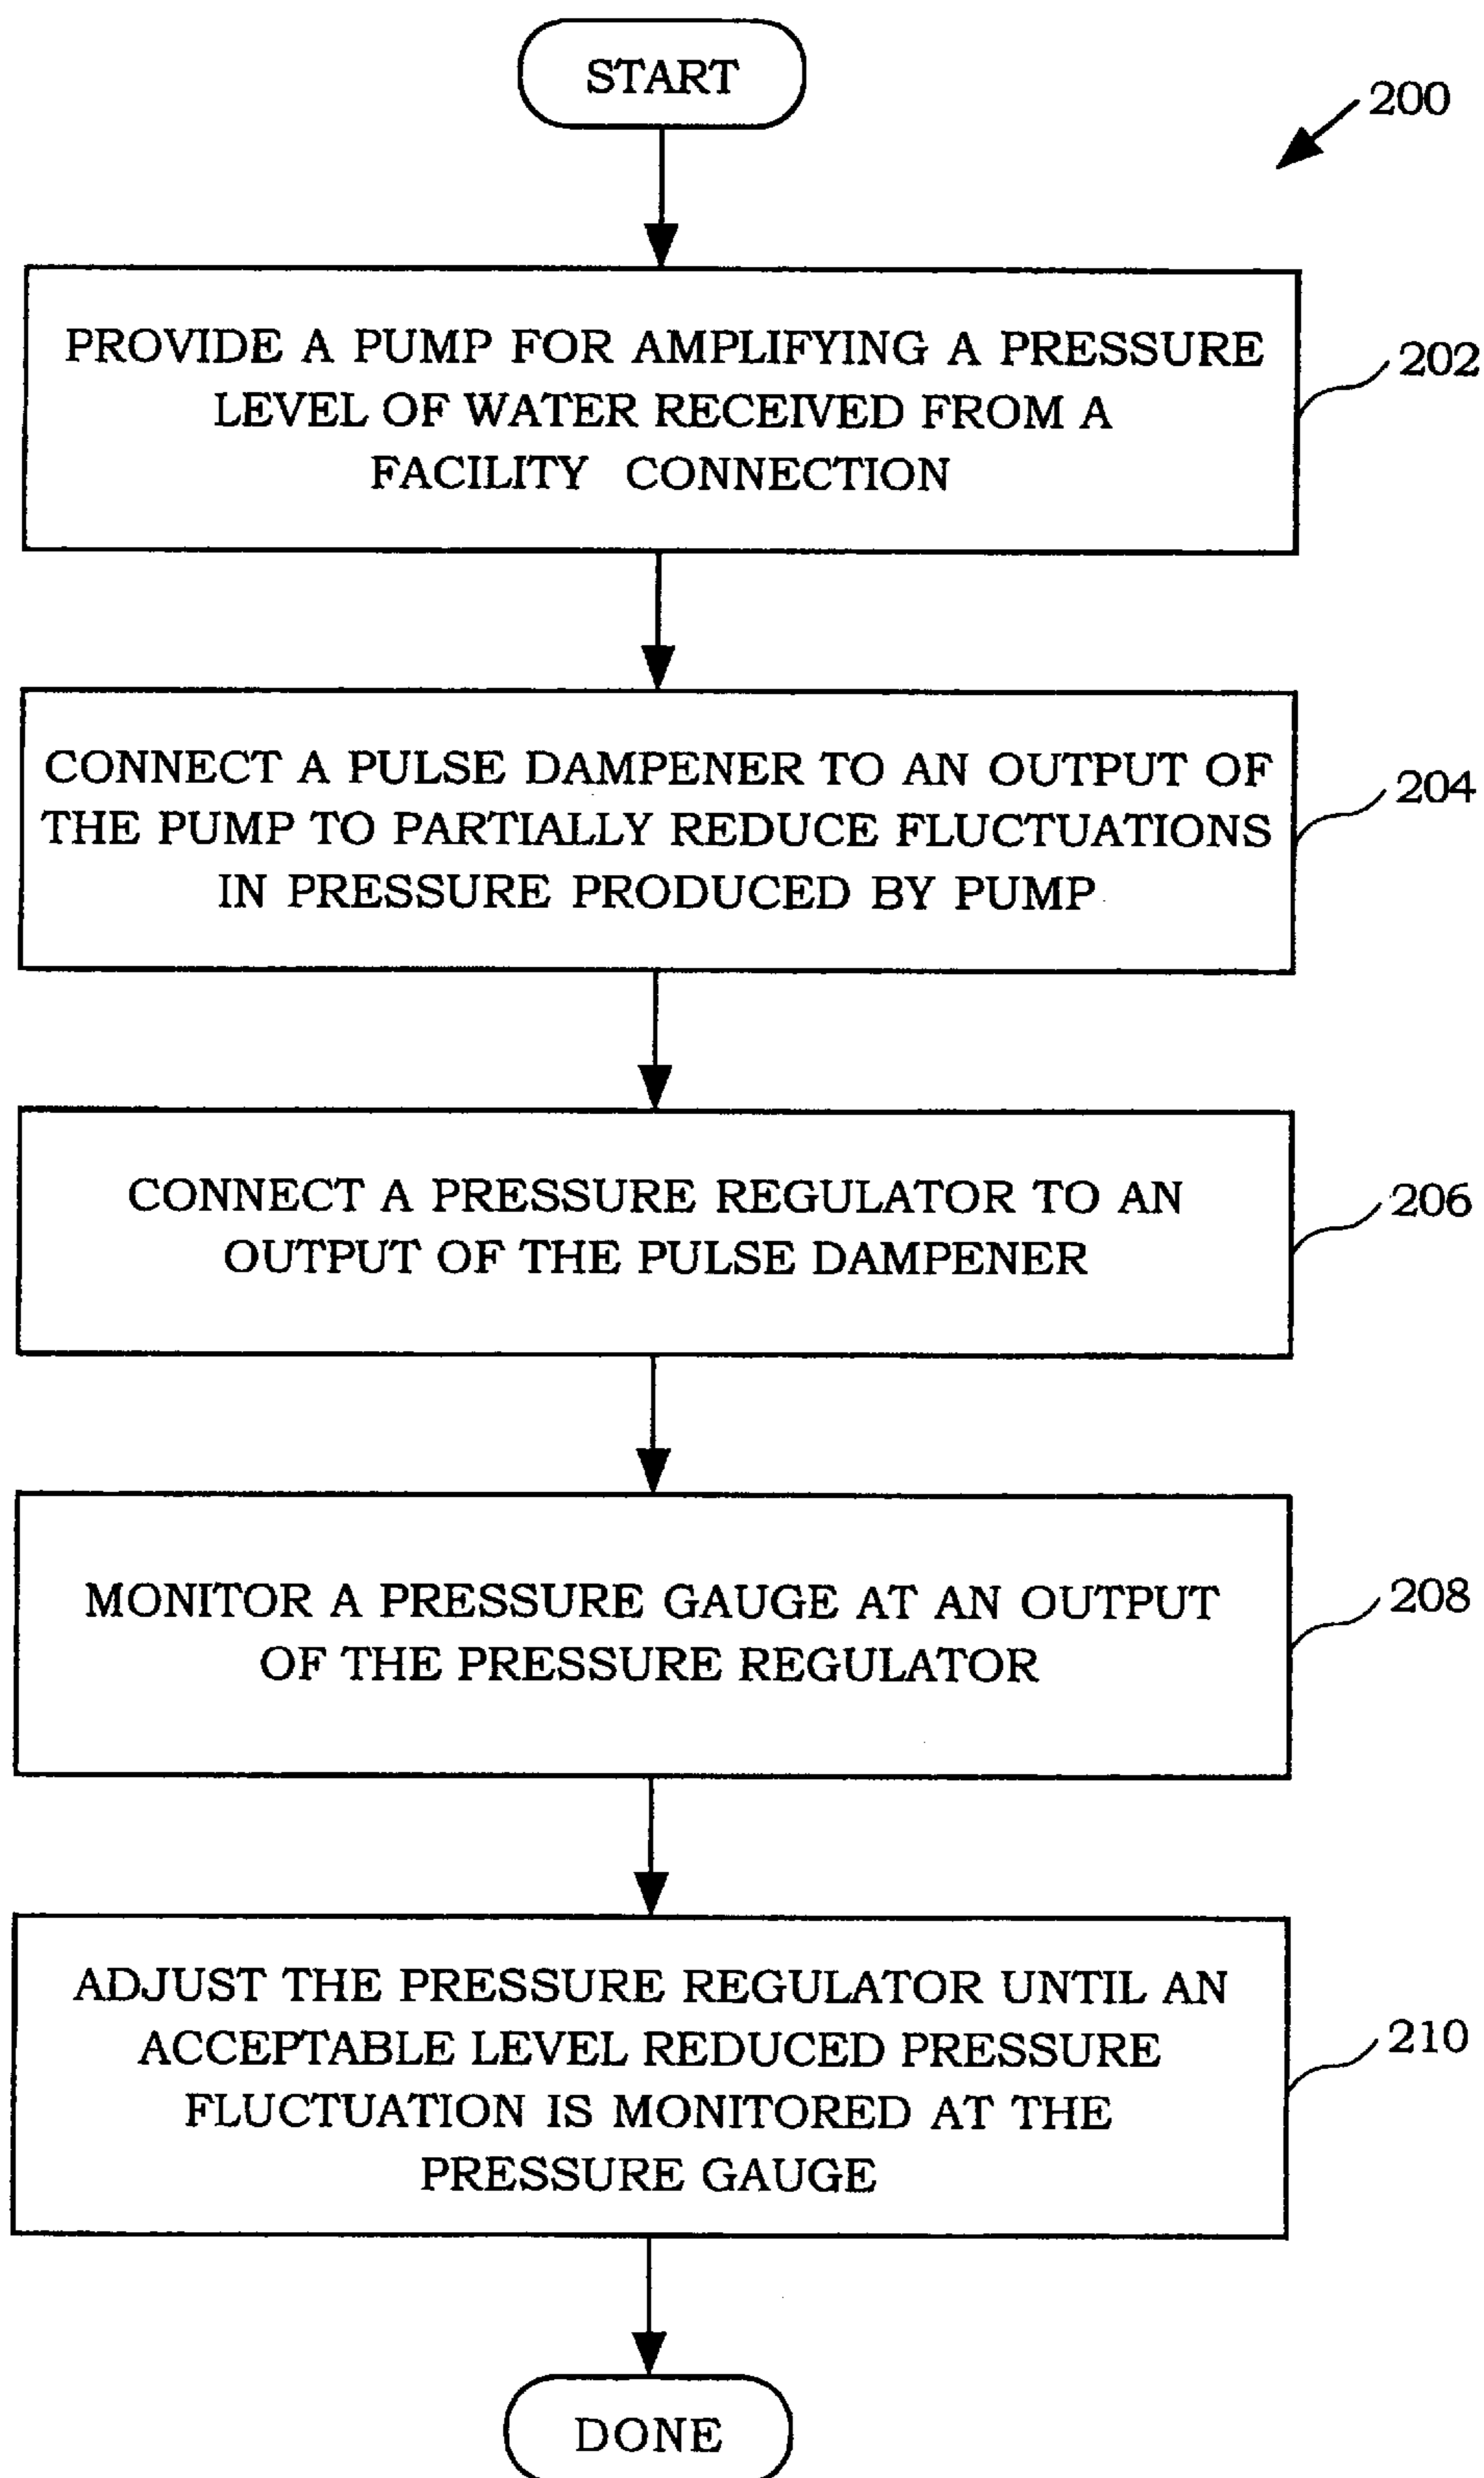 START
200
PROVIDE A PUMP FOR AMPLIFYING A PRESSURE
LEVEL OF WATER RECEIVED FROM A
FACILITY CONNECTION
202
CONNECT A PULSE DAMPENER TO AN OUTPUT OF
THE PUMP TO PARTIALLY REDUCE FLUCTUATIONS
IN PRESSURE PRODUCED BY PUMP
204
CONNECT A PRESSURE REGULATOR TO AN
OUTPUT OF THE PULSE DAMPENER
206
MONITOR A PRESSURE GAUGE AT AN OUTPUT
OF THE PRESSURE REGULATOR
208
ADJUST THE PRESSURE REGULATOR UNTIL AN
ACCEPTABLE LEVEL REDUCED PRESSURE
FLUCTUATION IS MONITORED AT THE
PRESSURE GAUGE
210
DONE